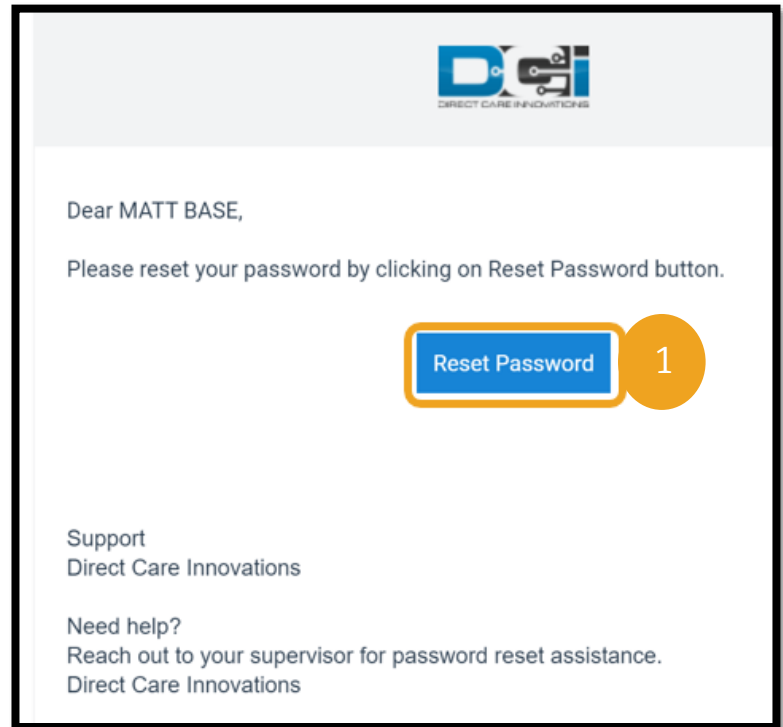 DCi
DIRECT CARE INNOVATIONS
Dear MATT BASE,
Please reset your password by clicking on Reset Password button.
Reset Password
1
Support
Direct Care Innovations
Need help?
Reach out to your supervisor for password reset assistance.
Direct Care Innovations